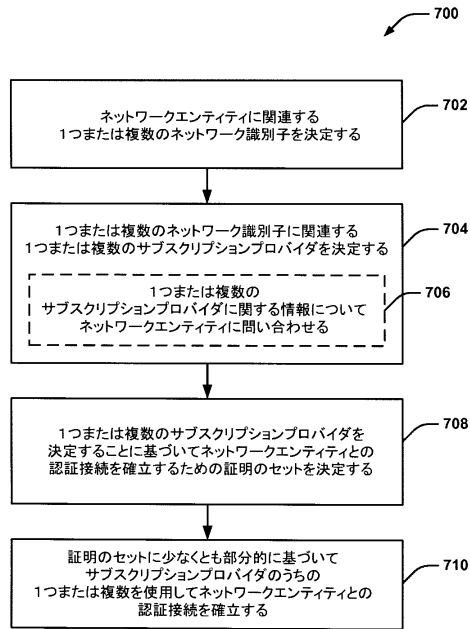 700
ネットワークエンティティに関連する
1つまたは複数のネットワーク識別子を決定する
702
1つまたは複数のネットワーク識別子に関連する
1つまたは複数のサブスクリプションプロバイダを決定する
704
1つまたは複数の
サブスクリプションプロバイダに関する情報について
ネットワークエンティティに問い合わせる
706
1つまたは複数のサブスクリプションプロバイダを
決定することに基づいてネットワークエンティティとの
認証接続を確立するための証明のセットを決定する
708
証明のセットに少なくとも部分的に基づいて
サブスクリプションプロバイダのうちの
1つまたは複数を使用してネットワークエンティティとの
認証接続を確立する
710